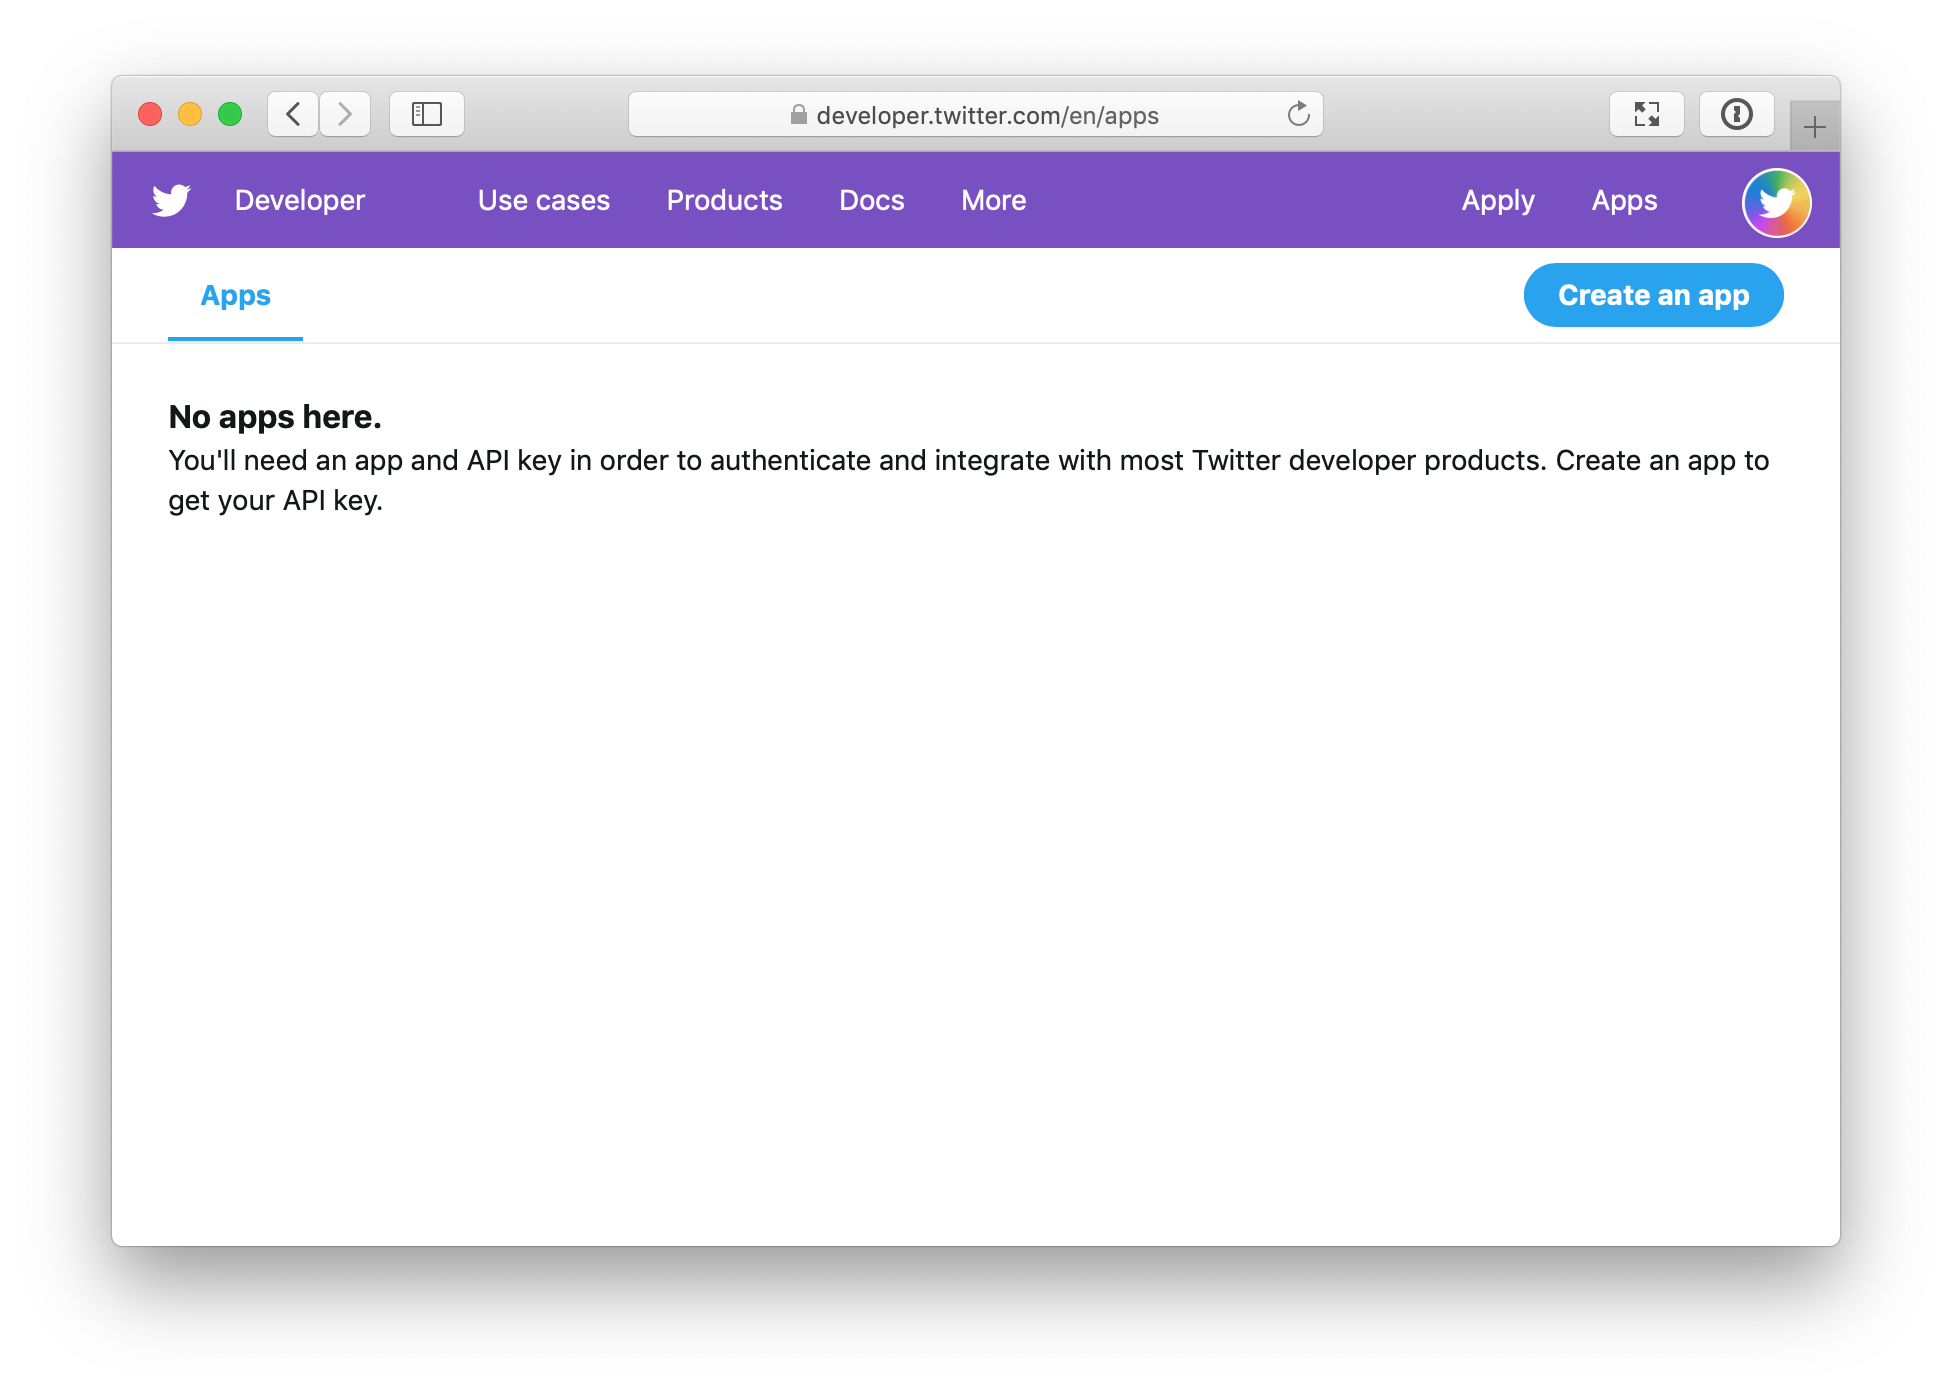 developer.twitter.com/en/apps
Developer Use cases Products Docs More Apply Apps
Apps Create an app
No apps here.
You'll need an app and API key in order to authenticate and integrate with most Twitter developer products. Create an app to
get your API key.